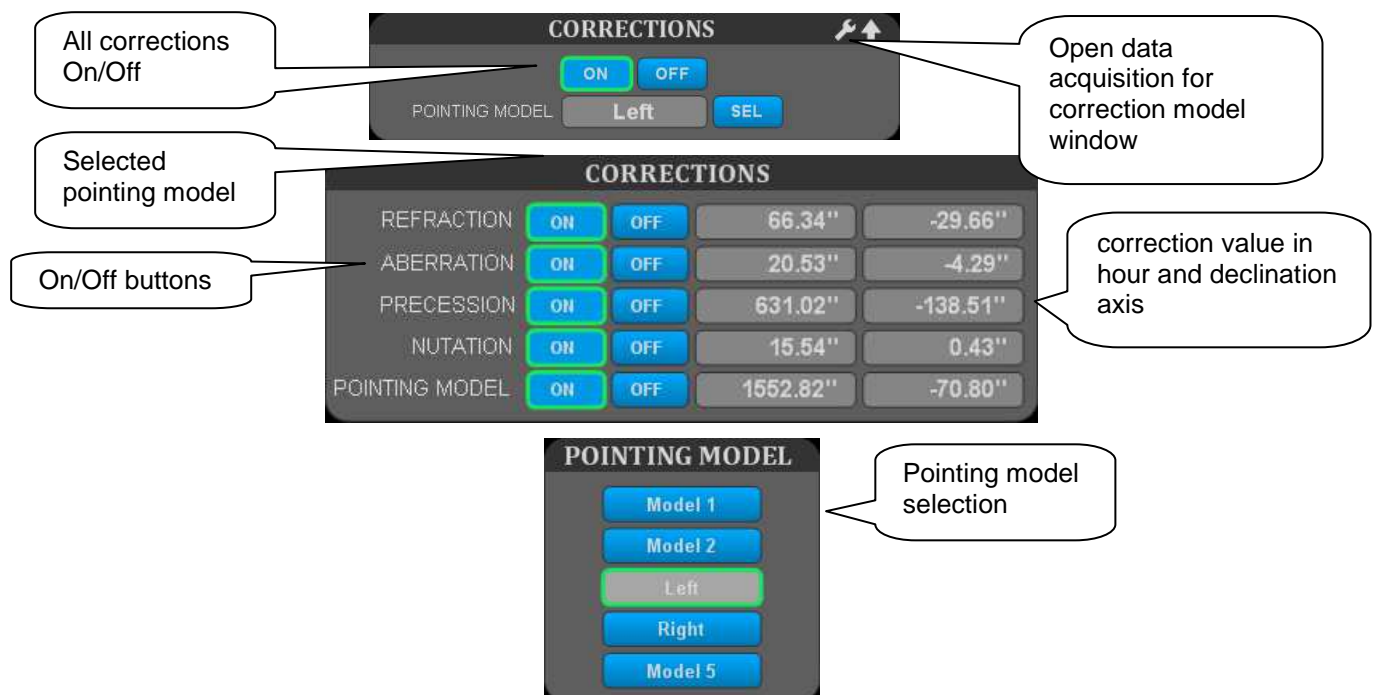 All corrections
On/Off
CORRECTIONS
ON OFF
POINTING MODEL Left SEL
Open data
acquisition for
correction model
window
Selected
pointing model
CORRECTIONS
REFRACTION ON OFF 66.34'' -29.66''
ABERRATION ON OFF 20.53'' -4.29''
PRECESSION ON OFF 631.02'' -138.51''
NUTATION ON OFF 15.54'' 0.43''
POINTING MODEL ON OFF 1552.82'' -70.80''
On/Off buttons
correction value in
hour and declination
axis
POINTING MODEL
Model 1
Model 2
Left
Right
Model 5
Pointing model
selection